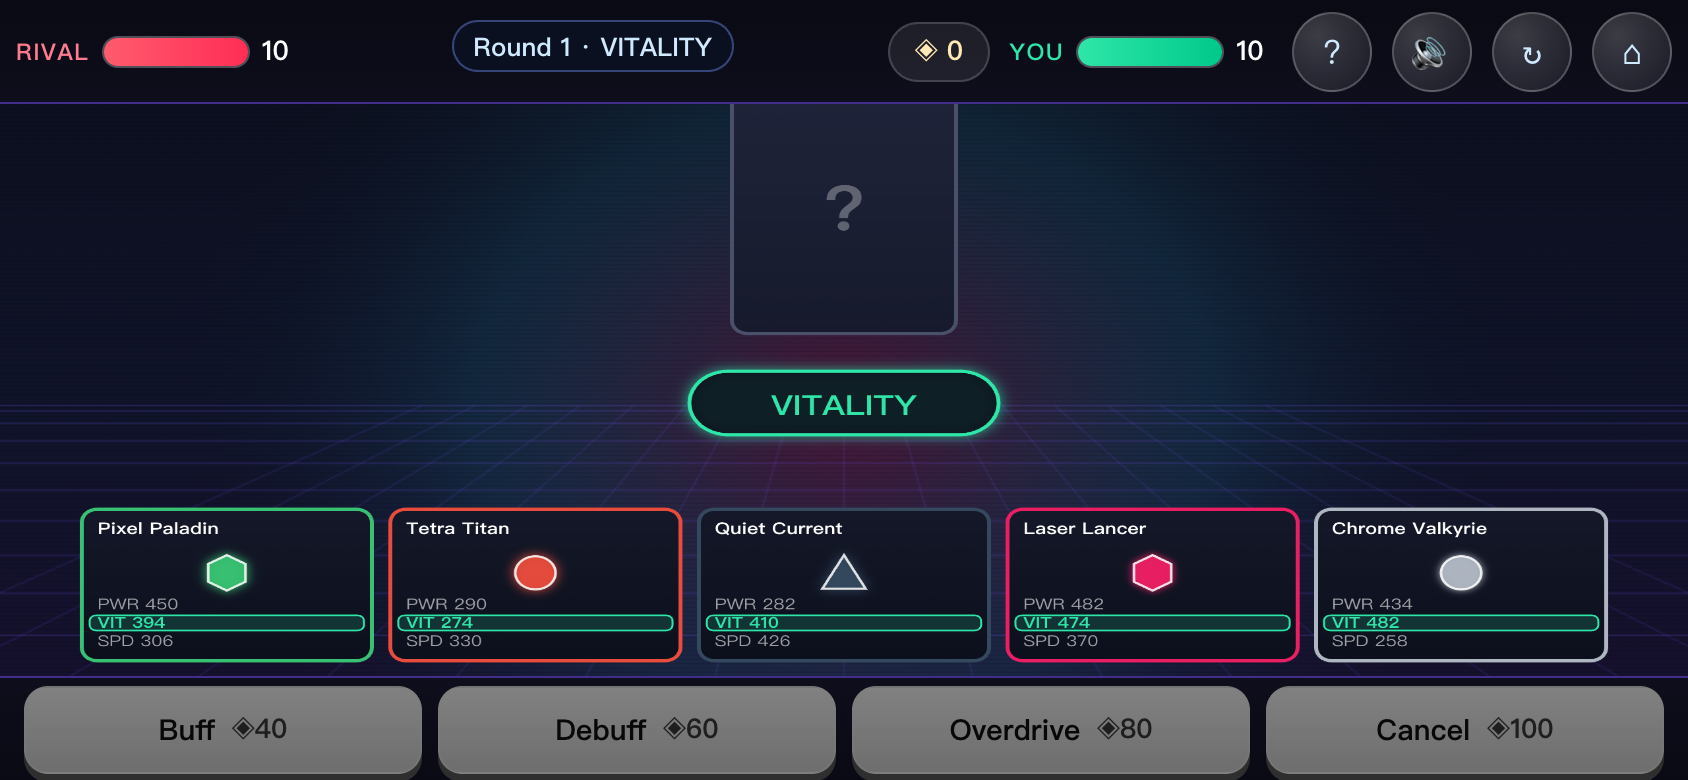 RIVAL 10
Round 1 · VITALITY
◈ 0
YOU 10
?
?
VITALITY
Pixel Paladin
PWR 450
VIT 394
SPD 306
Tetra Titan
PWR 290
VIT 274
SPD 330
Quiet Current
PWR 282
VIT 410
SPD 426
Laser Lancer
PWR 482
VIT 474
SPD 370
Chrome Valkyrie
PWR 434
VIT 482
SPD 258
Buff ◈40
Debuff ◈60
Overdrive ◈80
Cancel ◈100